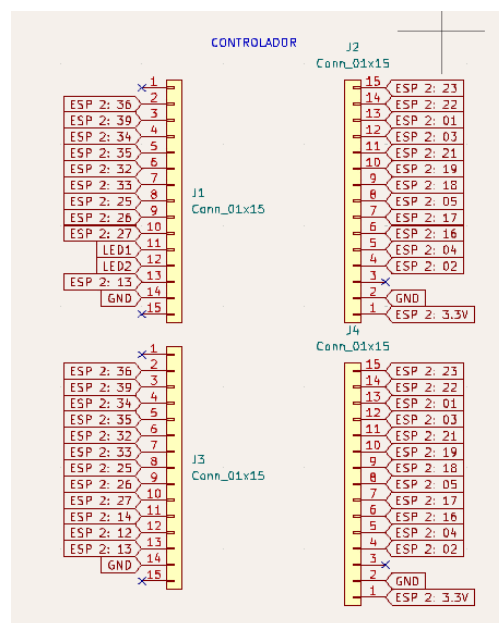 CONTROLADOR
J1
Conn_01x15
1
ESP 2: 36 2
ESP 2: 39 3
ESP 2: 34 4
ESP 2: 35 5
ESP 2: 32 6
ESP 2: 33 7
ESP 2: 25 8
ESP 2: 26 9
ESP 2: 27 10
LED1 11
LED2 12
ESP 2: 13 13
GND 14
15
J2
Conn_01x15
15 ESP 2: 23
14 ESP 2: 22
13 ESP 2: 01
12 ESP 2: 03
11 ESP 2: 21
10 ESP 2: 19
9 ESP 2: 18
8 ESP 2: 05
7 ESP 2: 17
6 ESP 2: 16
5 ESP 2: 04
4 ESP 2: 02
3
2 GND
1 ESP 2: 3.3V
J3
Conn_01x15
1
ESP 2: 36 2
ESP 2: 39 3
ESP 2: 34 4
ESP 2: 35 5
ESP 2: 32 6
ESP 2: 33 7
ESP 2: 25 8
ESP 2: 26 9
ESP 2: 27 10
ESP 2: 14 11
ESP 2: 12 12
ESP 2: 13 13
GND 14
15
J4
Conn_01x15
15 ESP 2: 23
14 ESP 2: 22
13 ESP 2: 01
12 ESP 2: 03
11 ESP 2: 21
10 ESP 2: 19
9 ESP 2: 18
8 ESP 2: 05
7 ESP 2: 17
6 ESP 2: 16
5 ESP 2: 04
4 ESP 2: 02
3
2 GND
1 ESP 2: 3.3V